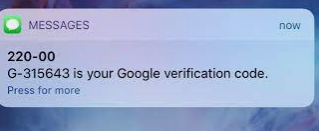 MESSAGES
now
220-00
G-315643 is your Google verification code.
Press for more